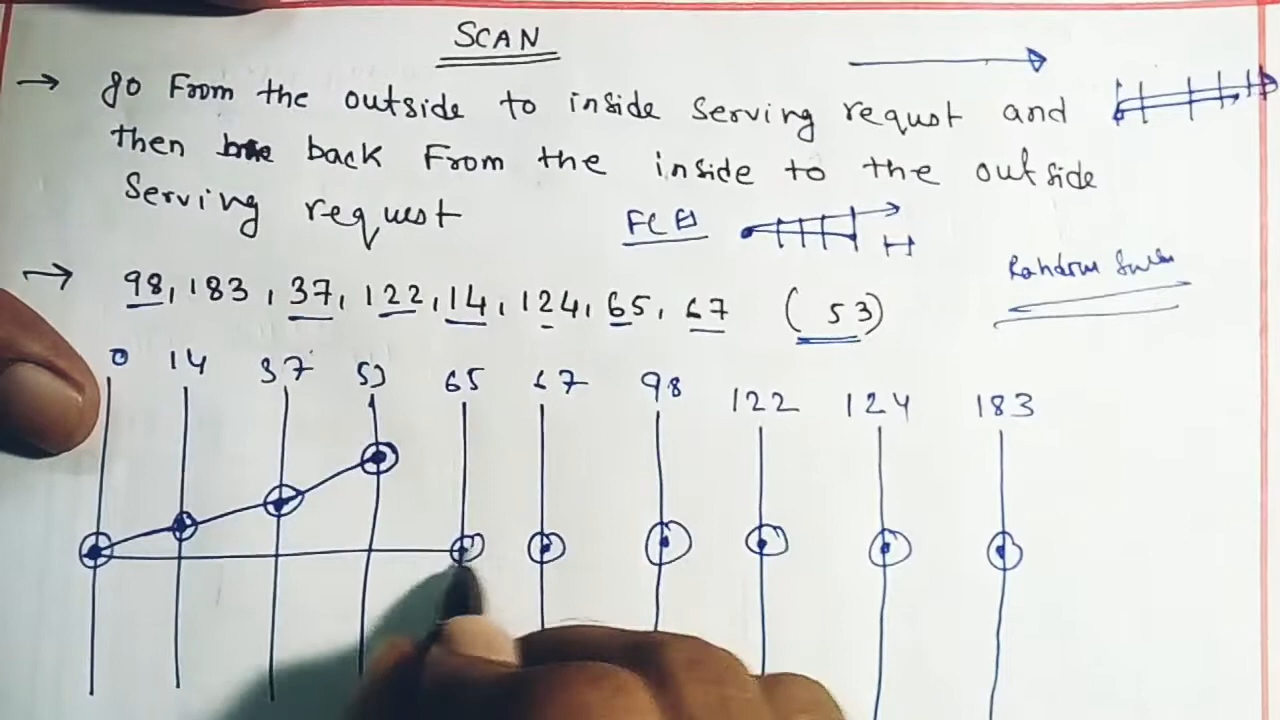 SCAN
→ go From the outside to inside serving requst and
then back From the inside to the outside
Serving request
→ 98, 183, 37, 122, 14, 124, 65, 67 (53)
0 14 37 53 65 67 98 122 124 183